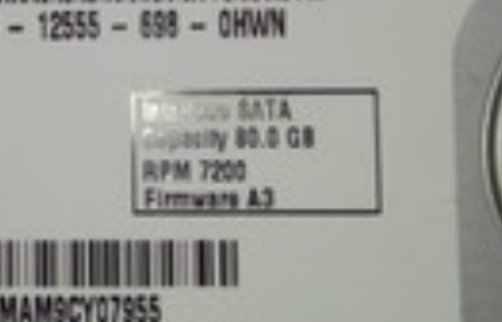 - 12555 - 698 - 0HWN
SATA
Capacity 80.0 GB
RPM 7200
Firmware A3
MAM9CY07955